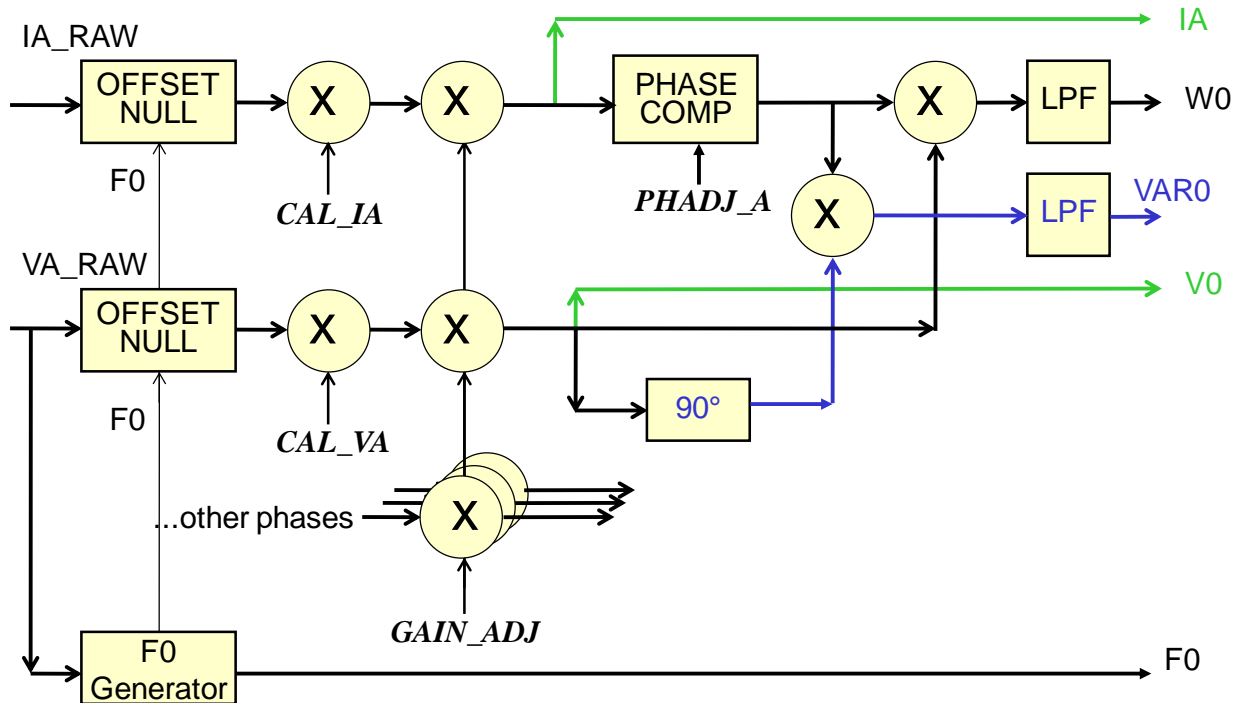 IA_RAW
OFFSET
NULL
X
X
PHASE
COMP
X
LPF
IA
W0
F0
CAL_IA
PHADJ_A
X
LPF
VAR0
VA_RAW
OFFSET
NULL
X
X
V0
F0
CAL_VA
90°
...other phases
X
GAIN_ADJ
F0
Generator
F0